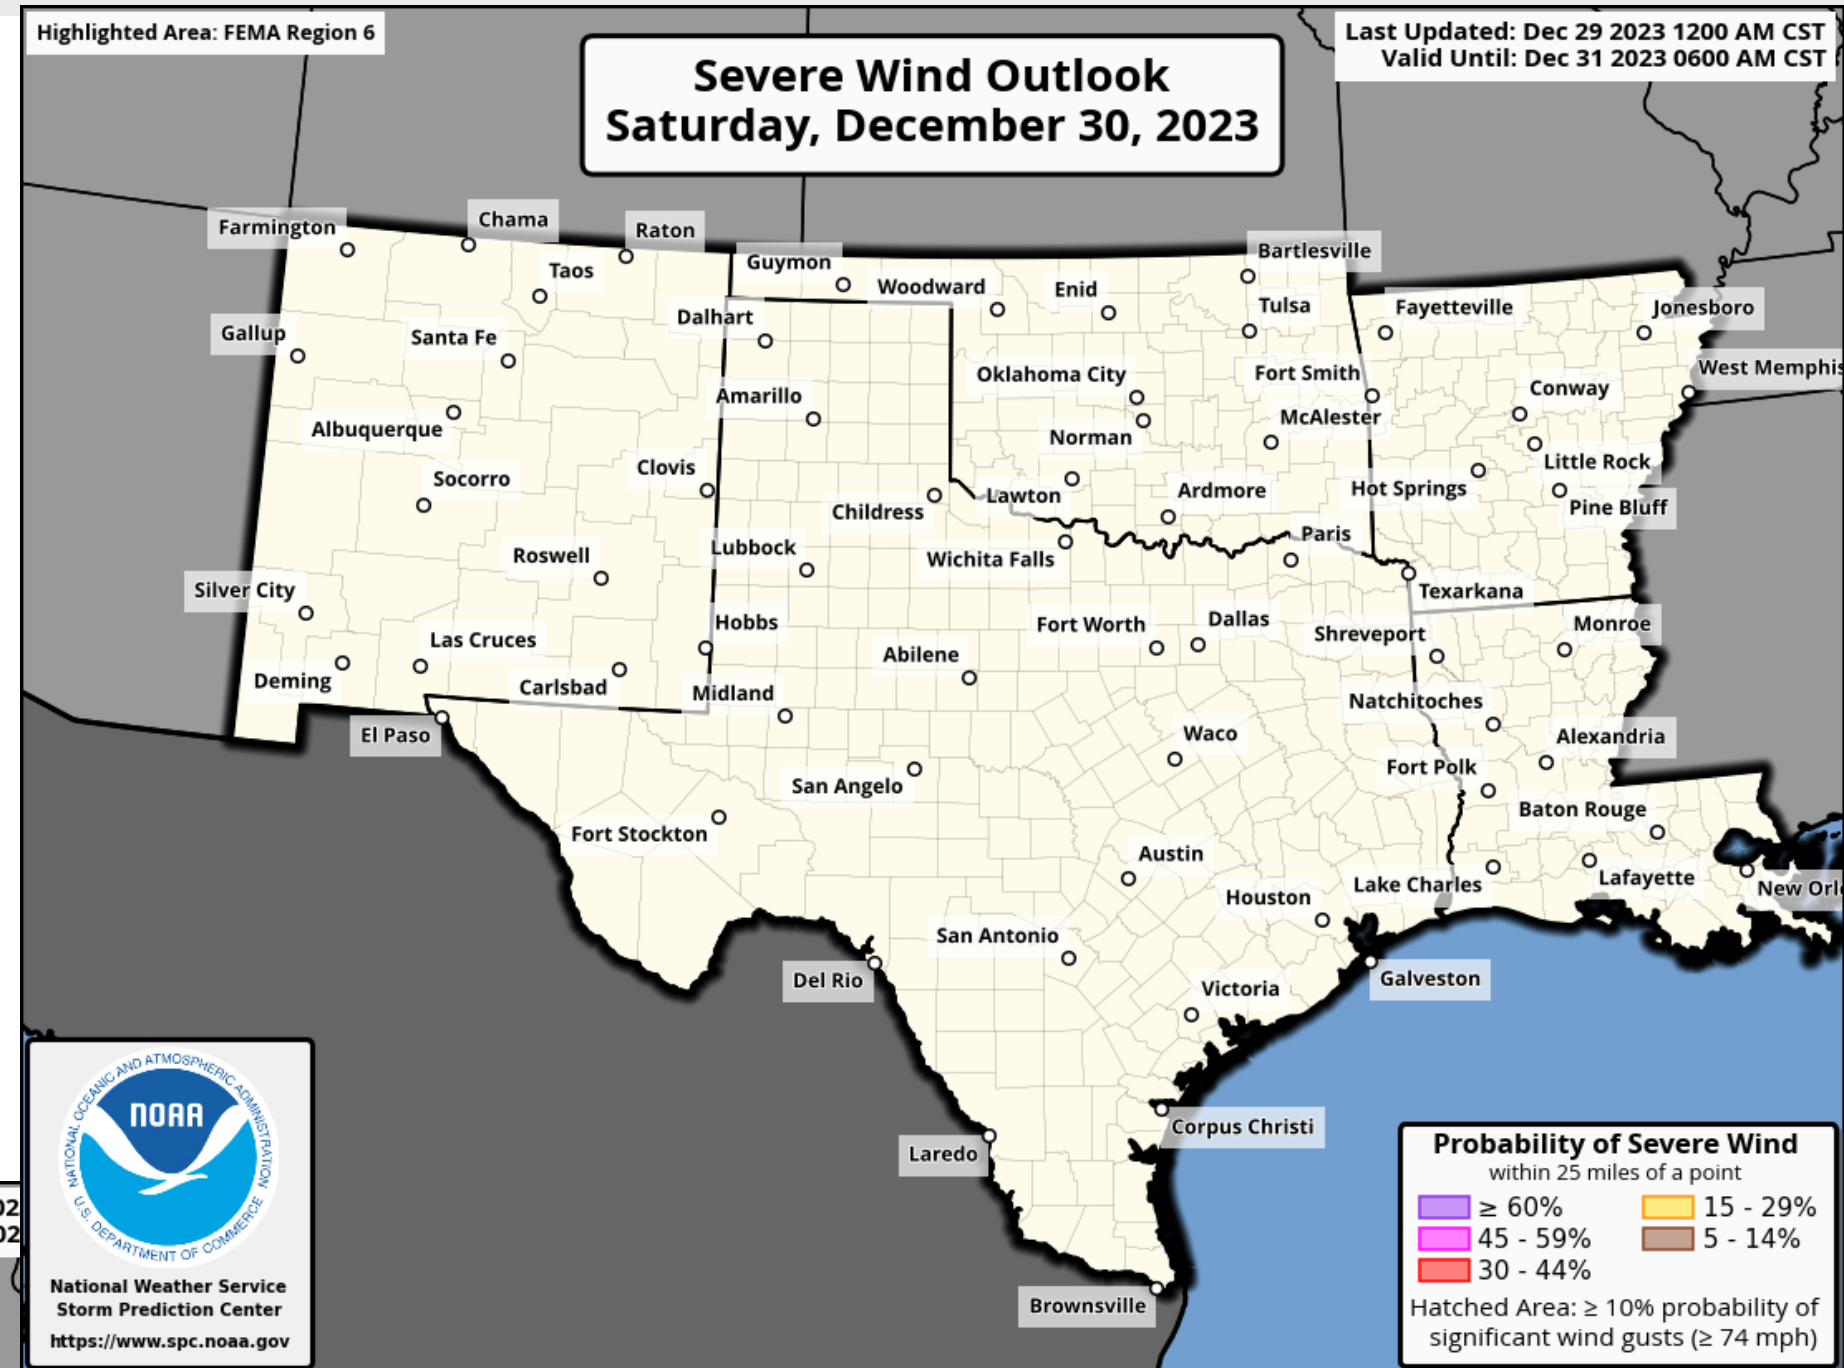 Highlighted Area: FEMA Region 6
Severe Wind Outlook
Saturday, December 30, 2023
Last Updated: Dec 29 2023 1200 AM CST
Valid Until: Dec 31 2023 0600 AM CST
Farmington
Chama
Raton
Guymon
Bartlesville
Taos
Woodward
Enid
Tulsa
Fayetteville
Jonesboro
Gallup
Santa Fe
Dalhart
Oklahoma City
Fort Smith
West Memphis
Conway
Amarillo
Albuquerque
Norman
McAlester
Little Rock
Socorro
Clovis
Childress
Lawton
Ardmore
Hot Springs
Pine Bluff
Roswell
Lubbock
Wichita Falls
Paris
Texarkana
Silver City
Las Cruces
Hobbs
Abilene
Fort Worth
Dallas
Shreveport
Monroe
Deming
Carlsbad
Midland
Natchitoches
El Paso
Waco
Alexandria
San Angelo
Fort Polk
Fort Stockton
Baton Rouge
Austin
Houston
Lake Charles
Lafayette
New Orl
San Antonio
Del Rio
Victoria
Galveston
Corpus Christi
Laredo
Brownsville
NATIONAL OCEANIC AND ATMOSPHERIC ADMINISTRATION
NOAA
U.S. DEPARTMENT OF COMMERCE
National Weather Service
Storm Prediction Center
https://www.spc.noaa.gov
02
02
Probability of Severe Wind
within 25 miles of a point
≥ 60%
15 - 29%
45 - 59%
5 - 14%
30 - 44%
Hatched Area: ≥ 10% probability of
significant wind gusts (≥ 74 mph)